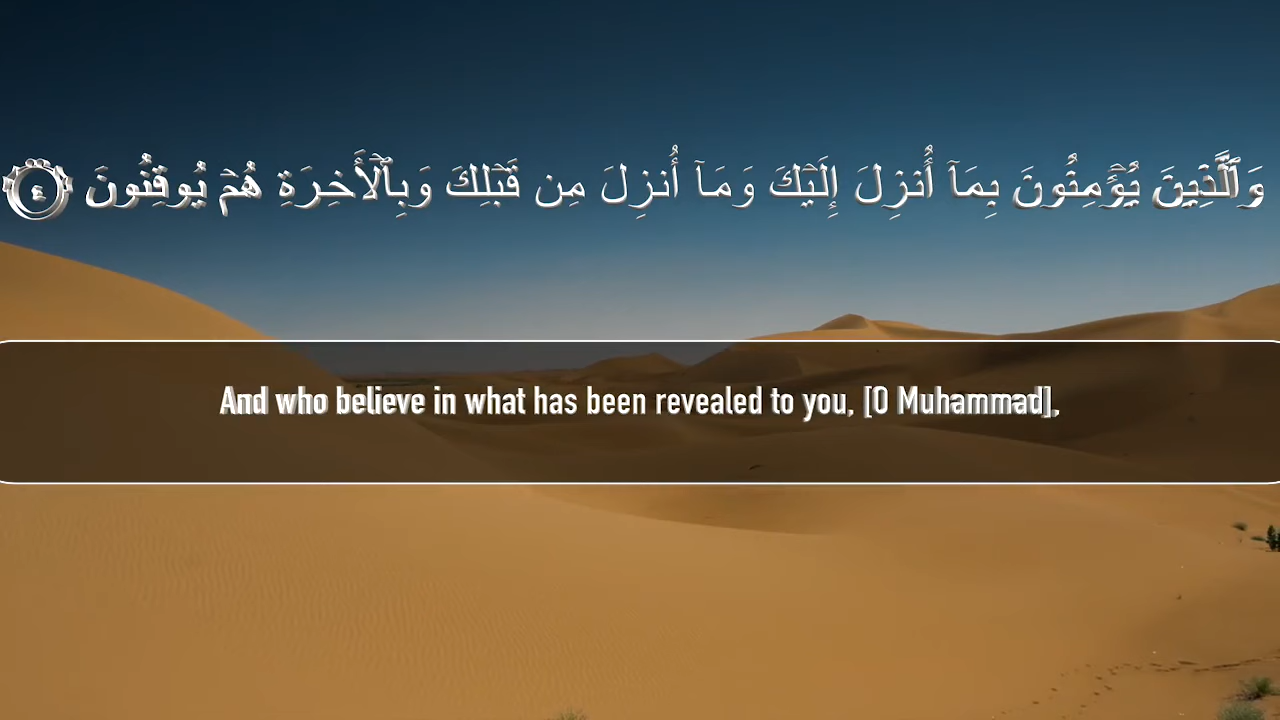 وَٱلَّذِينَ يُؤۡمِنُونَ بِمَآ أُنزِلَ إِلَيۡكَ وَمَآ أُنزِلَ مِن قَبۡلِكَ وَبِٱلۡأٓخِرَةِ هُمۡ يُوقِنُونَ ٤
And who believe in what has been revealed to you, [O Muhammad],